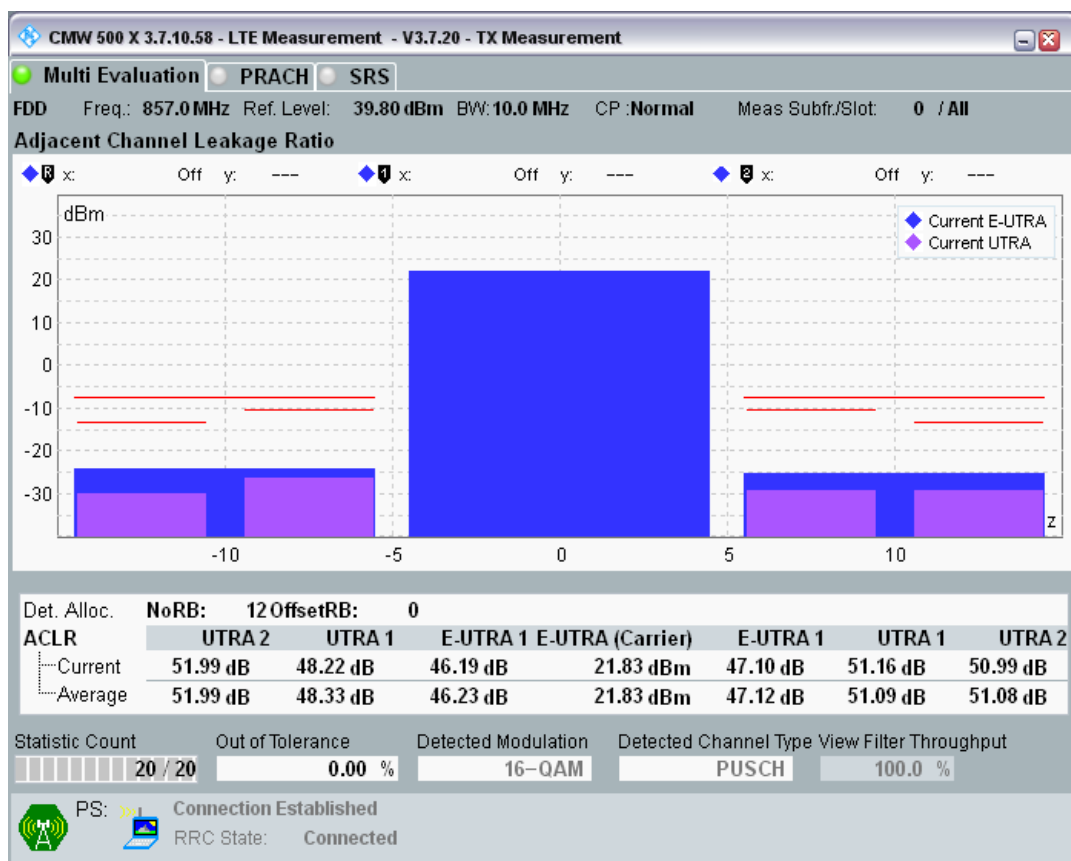 CMW 500 X 3.7.10.58 - LTE Measurement - V3.7.20 - TX Measurement
Multi Evaluation PRACH SRS
FDD Freq.: 857.0 MHz Ref. Level: 39.80 dBm BW: 10.0 MHz CP :Normal Meas Subfr./Slot: 0 / All
Adjacent Channel Leakage Ratio
R x: Off y: --- 1 x: Off y: --- 2 x: Off y: ---
dBm
Current E-UTRA
Current UTRA
30
20
10
0
-10
-20
-30
z
-10 -5 0 5 10
Det. Alloc. NoRB: 12 OffsetRB: 0
ACLR UTRA 2 UTRA 1 E-UTRA 1 E-UTRA (Carrier) E-UTRA 1 UTRA 1 UTRA 2
Current 51.99 dB 48.22 dB 46.19 dB 21.83 dBm 47.10 dB 51.16 dB 50.99 dB
Average 51.99 dB 48.33 dB 46.23 dB 21.83 dBm 47.12 dB 51.09 dB 51.08 dB
Statistic Count Out of Tolerance Detected Modulation Detected Channel Type View Filter Throughput
20 / 20 0.00 % 16-QAM PUSCH 100.0 %
PS: Connection Established
RRC State: Connected